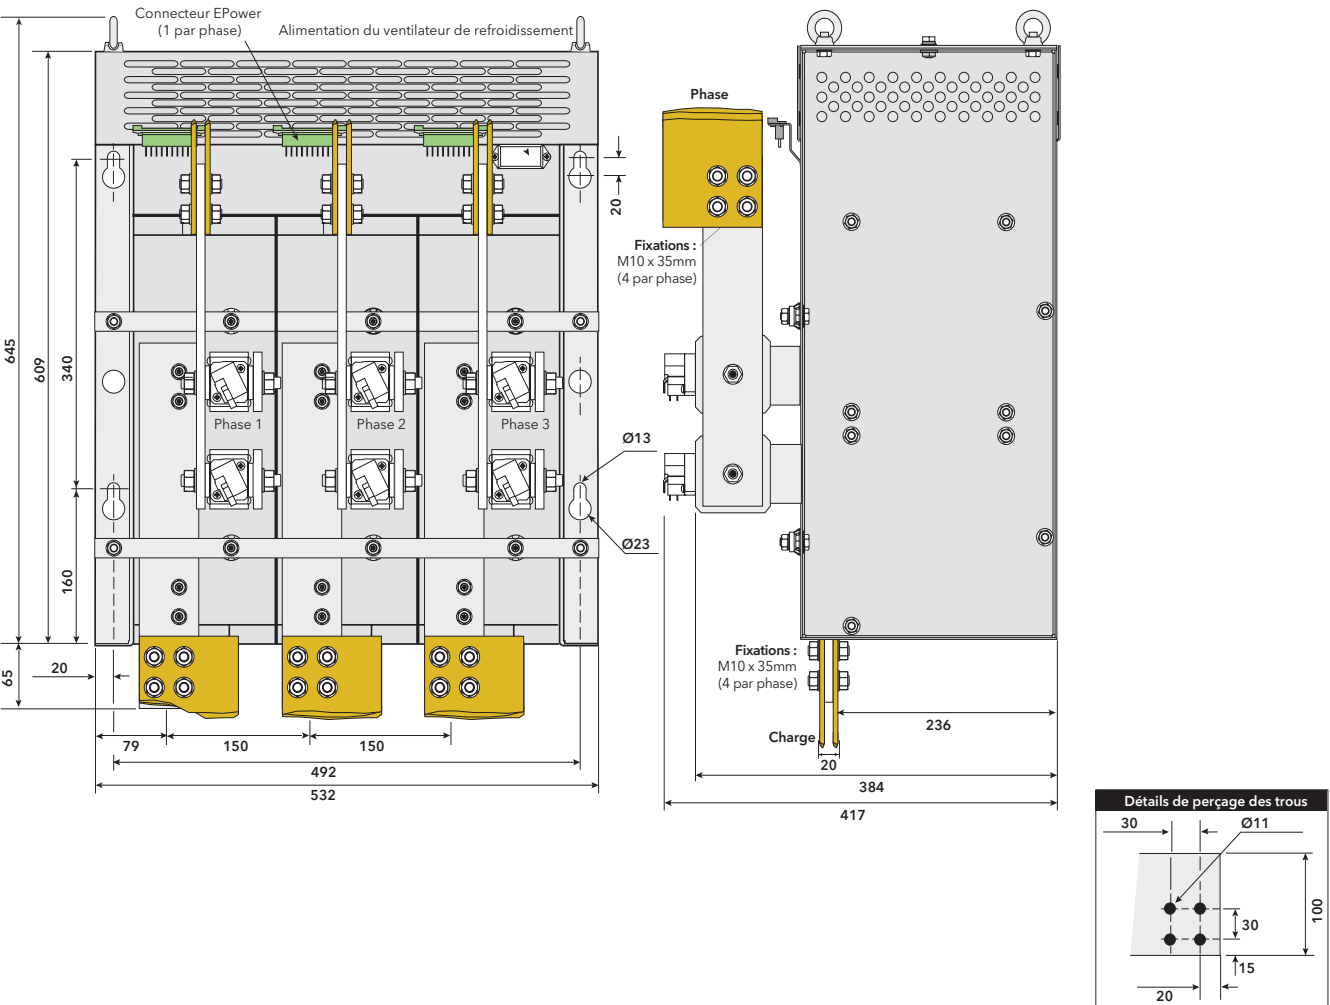 Connecteur EPower
(1 par phase)
Alimentation du ventilateur de refroidissement
645
609
340
160
65
20
20
Phase 1
Phase 2
Phase 3
Ø13
Ø23
79
150
150
492
532
Phase
Fixations :
M10 x 35mm
(4 par phase)
Fixations :
M10 x 35mm
(4 par phase)
Charge
236
20
384
417
Détails de perçage des trous
30
Ø11
100
30
15
20